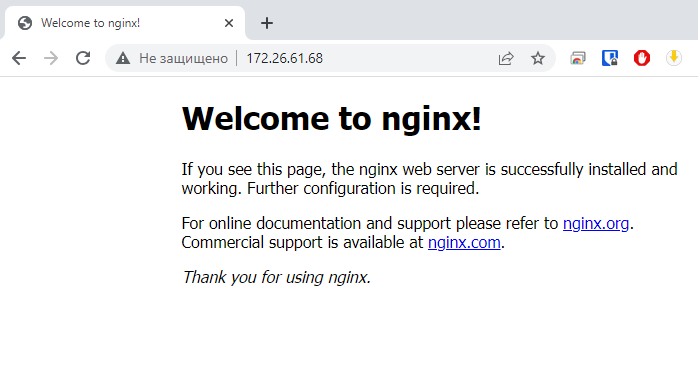 Welcome to nginx!
Не защищено 172.26.61.68
Welcome to nginx!
If you see this page, the nginx web server is successfully installed and
working. Further configuration is required.
For online documentation and support please refer to nginx.org.
Commercial support is available at nginx.com.
Thank you for using nginx.